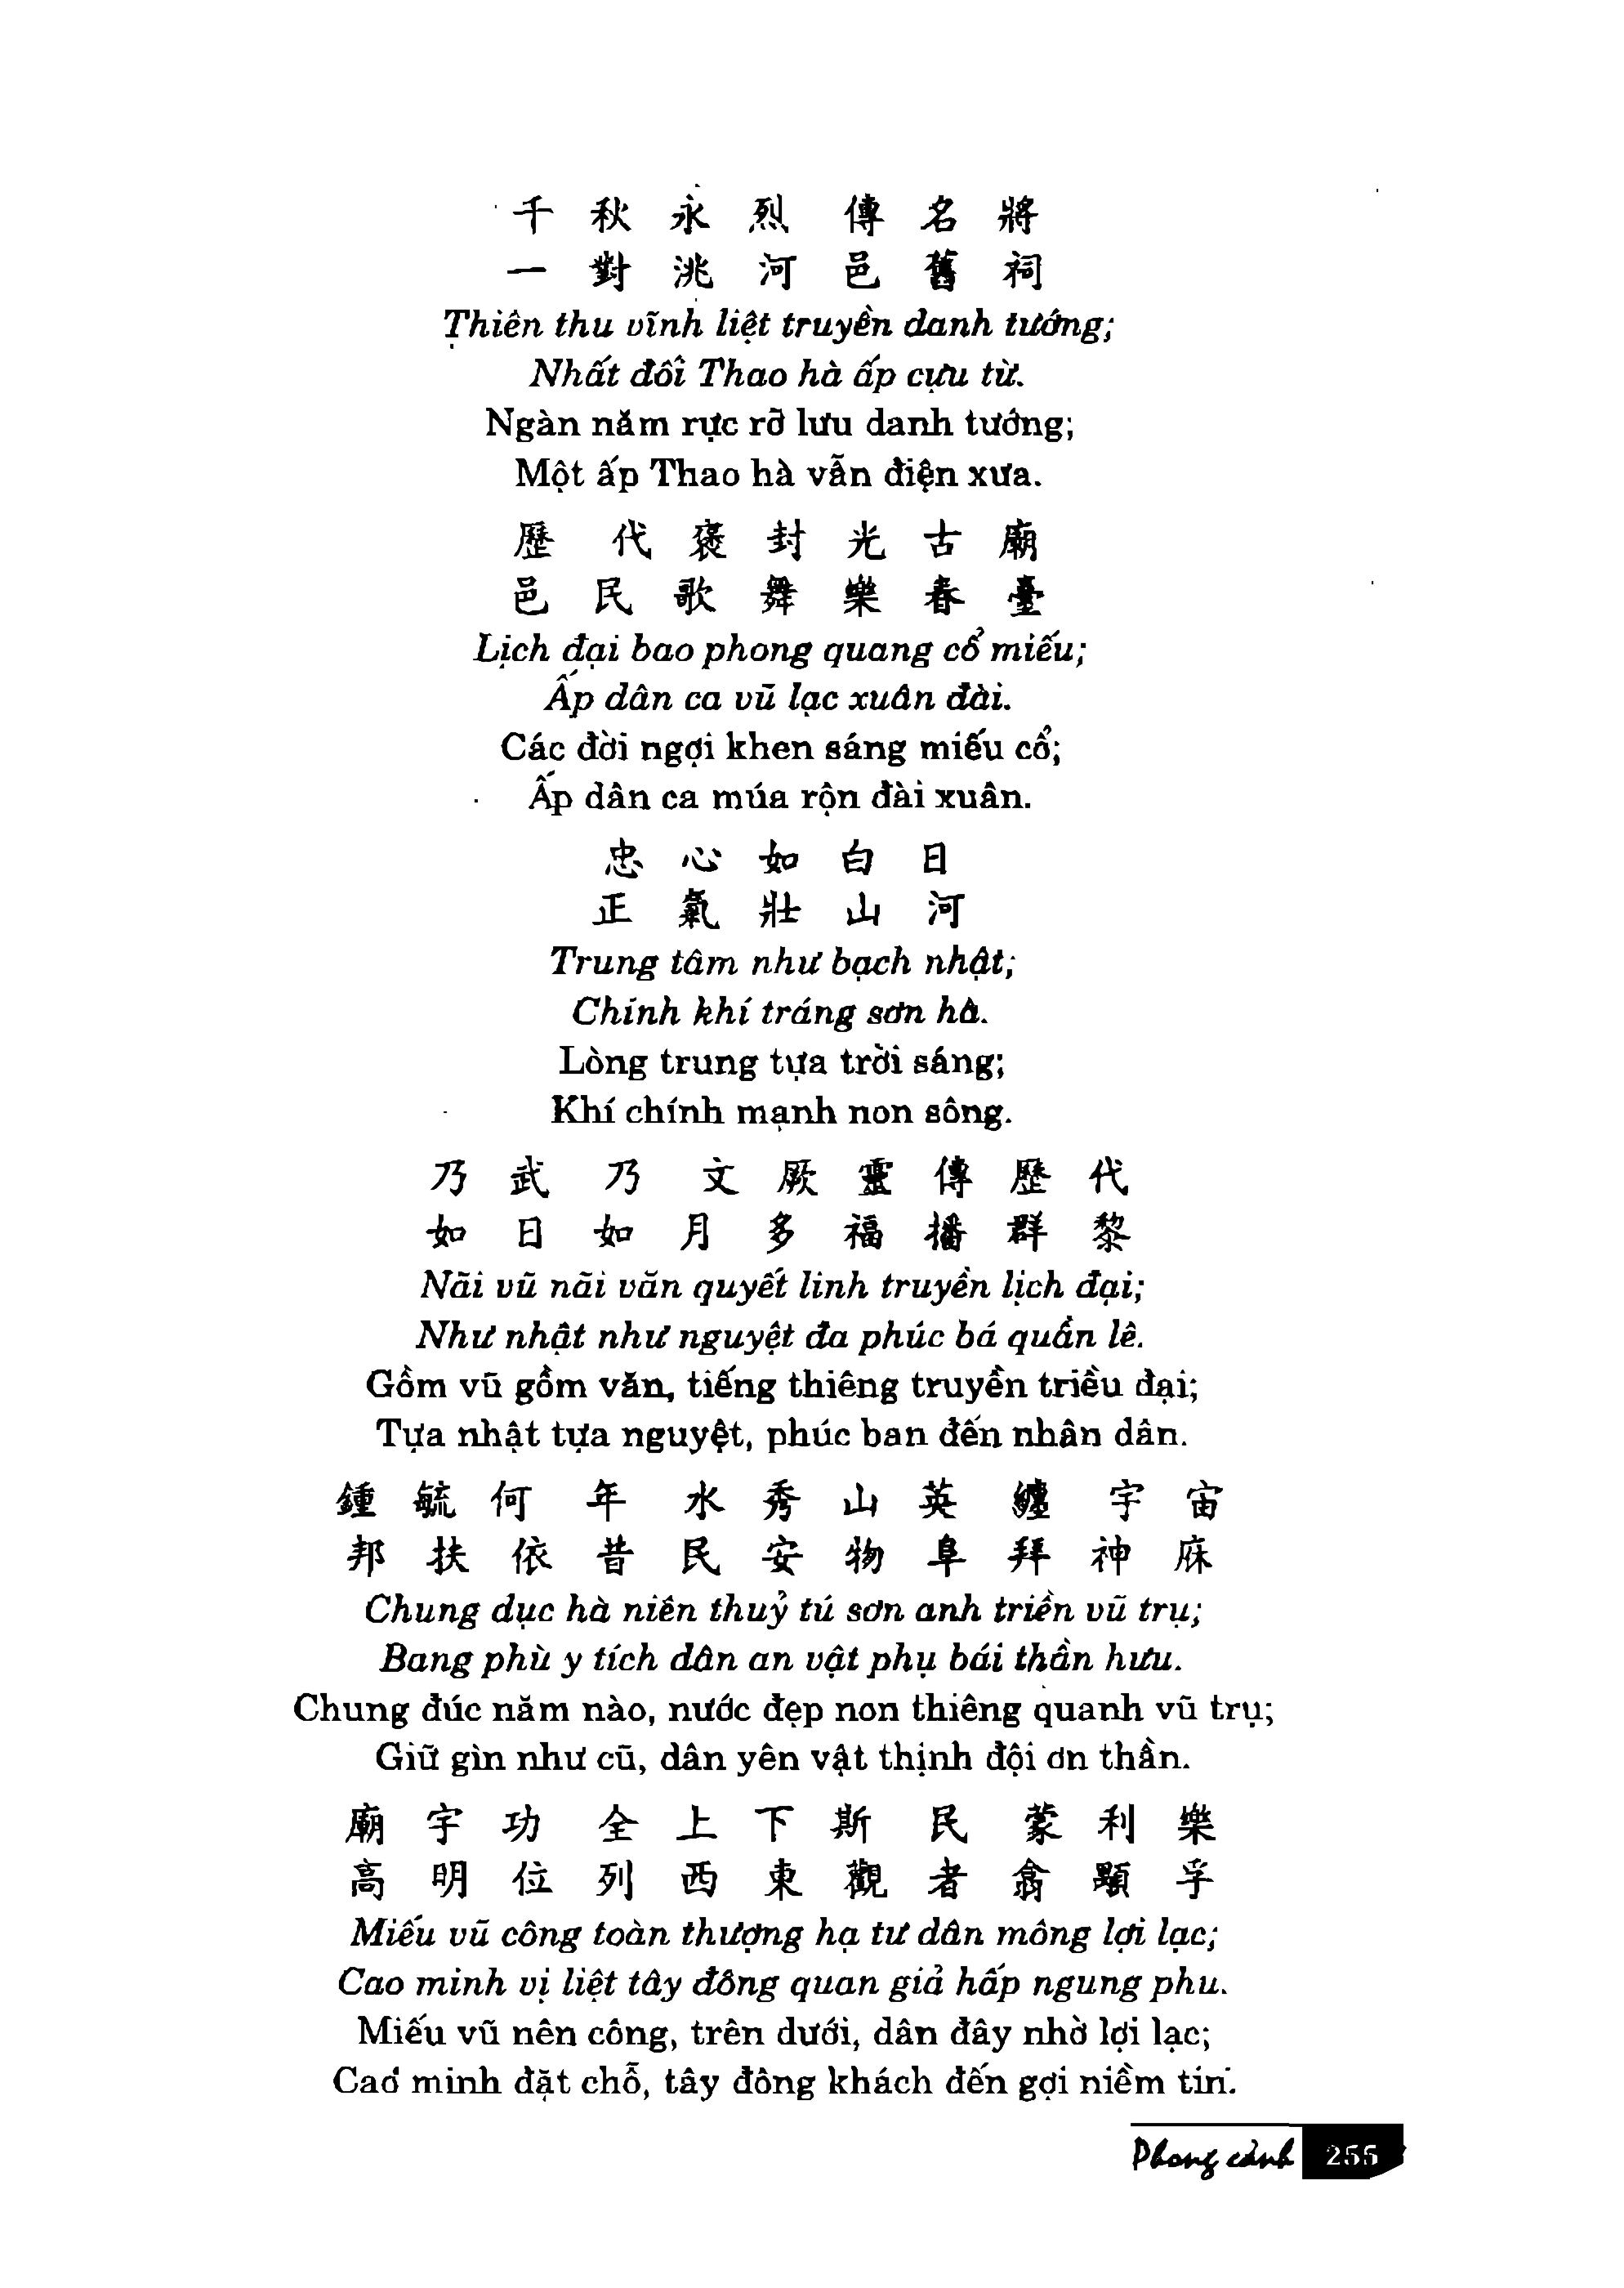 千秋永烈傳名將
一對洮河邑舊祠
Thiên thu vĩnh liệt truyền danh tướng;
Nhất đối Thao hà ấp cựu từ.
Ngàn năm rực rỡ lưu danh tướng;
Một ấp Thao hà vẫn điện xưa.
歷代褒封光古廟
邑民歌舞樂春臺
Lịch đại bao phong quang cổ miếu;
Ấp dân ca vũ lạc xuân đài.
Các đời ngợi khen sáng miếu cổ;
Ấp dân ca múa rộn đài xuân.
忠心如白日
正氣壯山河
Trung tâm như bạch nhật;
Chính khí tráng sơn hà.
Lòng trung tựa trời sáng;
Khí chính mạnh non sông.
乃武乃文厥靈傳歷代
如日如月多福播群黎
Nãi vũ nãi văn quyết linh truyền lịch đại;
Như nhật như nguyệt đa phúc bá quần lê.
Gồm vũ gồm văn, tiếng thiêng truyền triều đại;
Tựa nhật tựa nguyệt, phúc ban đến nhân dân.
鍾毓何年水秀山英纏宇宙
邦扶依昔民安物阜拜神庥
Chung dục hà niên thuỷ tú sơn anh triền vũ trụ;
Bang phù y tích dân an vật phụ bái thần hưu.
Chung đúc năm nào, nước đẹp non thiêng quanh vũ trụ;
Giữ gìn như cũ, dân yên vật thịnh đội ơn thần.
廟宇功全上下斯民蒙利樂
高明位列西東觀者翕顒孚
Miếu vũ công toàn thượng hạ tư dân mông lợi lạc;
Cao minh vị liệt tây đông quan giả hấp ngung phu.
Miếu vũ nên công, trên dưới, dân đây nhờ lợi lạc;
Cao minh đặt chỗ, tây đông khách đến gợi niềm tin.
Phong cảnh 255